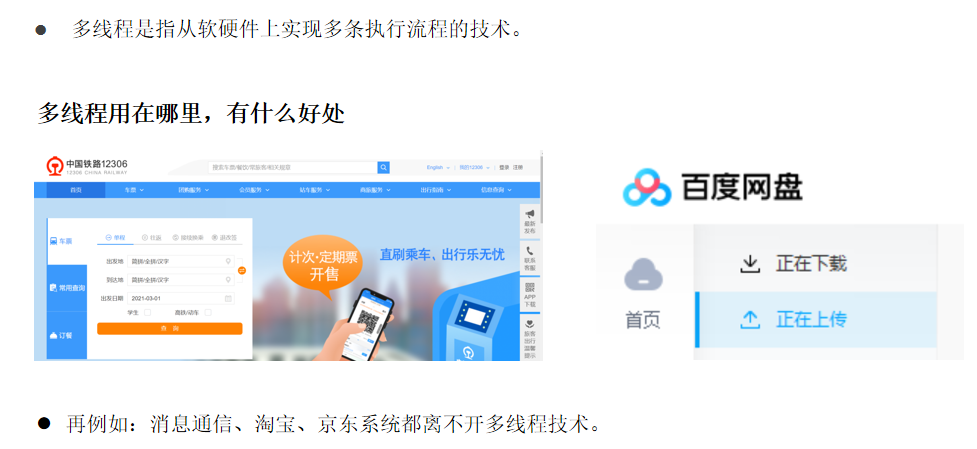 多线程是指从软硬件上实现多条执行流程的技术。
多线程用在哪里，有什么好处
中国铁路12306
12306 CHINA RAILWAY
搜索车票/餐饮/常旅客/相关规章
English
我的12306
登录 注册
首页 车票 团购服务 会员服务 站车服务 商旅服务 出行指南 信息查询
车票
常用查询
订餐
单程 往返 接续换乘 退改签
出发地 简拼/全拼/汉字
到达地 简拼/全拼/汉字
出发日期 2021-03-01
学生 高铁/动车
查 询
计次·定期票
开售
直刷乘车、出行乐无忧
最新
发布
联系
客服
APP
下载
百度网盘
首页
正在下载
正在上传
再例如：消息通信、淘宝、京东系统都离不开多线程技术。